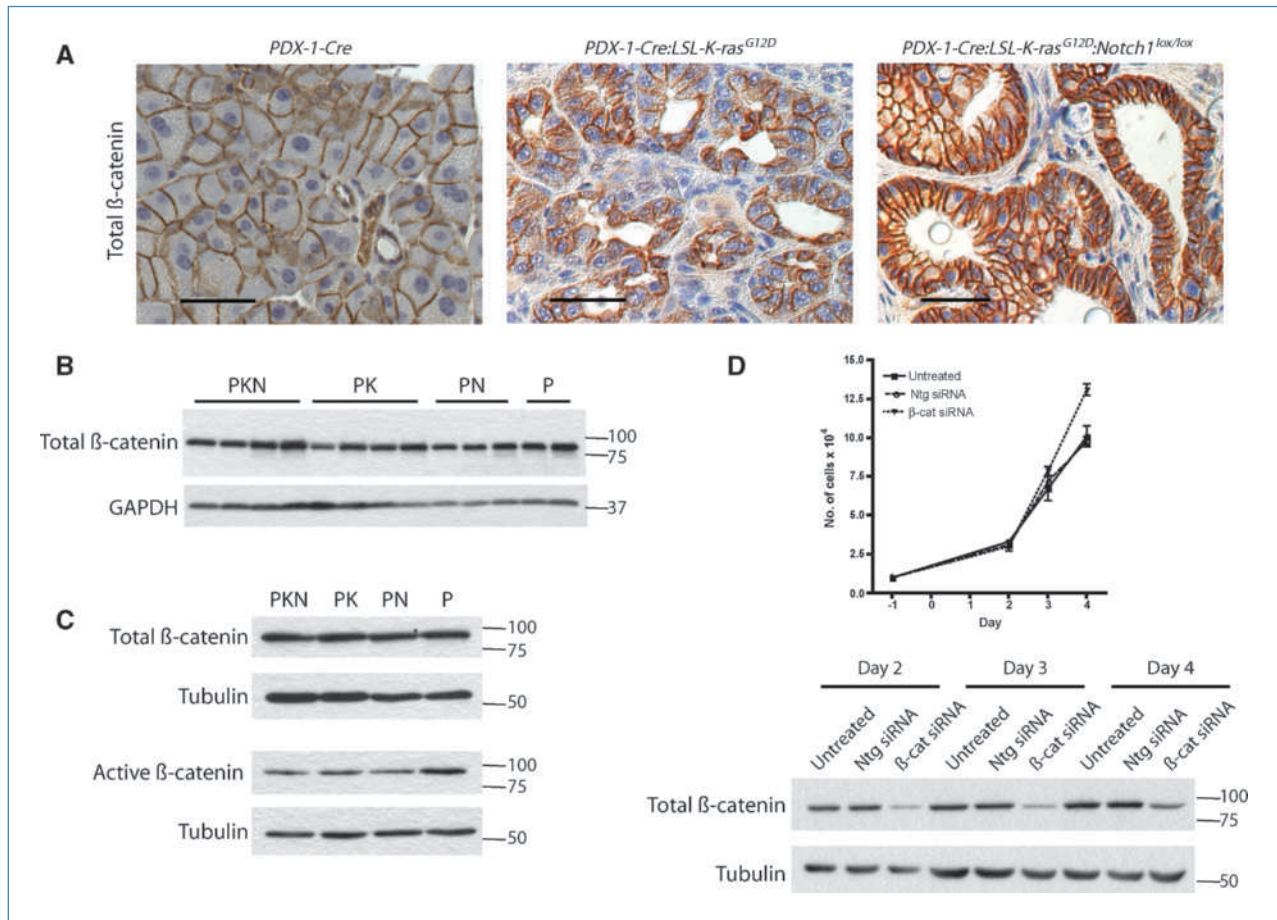 A
PDX-1-Cre
PDX-1-Cre:LSL-K-ras^G12D
PDX-1-Cre:LSL-K-ras^G12D:Notch1^lox/lox
Total ß-catenin
B
PKN PK PN P
Total ß-catenin
100
75
GAPDH
37
C
PKN PK PN P
Total ß-catenin
100
75
Tubulin
50
Active ß-catenin
100
75
Tubulin
50
D
Untreated
Ntg siRNA
β-cat siRNA
No. of cells x 10⁴
15.0
12.5
10.0
7.5
5.0
2.5
0.0
-1 0 1 2 3 4
Day
Day 2 Day 3 Day 4
Untreated Ntg siRNA ß-cat siRNA Untreated Ntg siRNA ß-cat siRNA Untreated Ntg siRNA ß-cat siRNA
Total ß-catenin
100
75
Tubulin
50